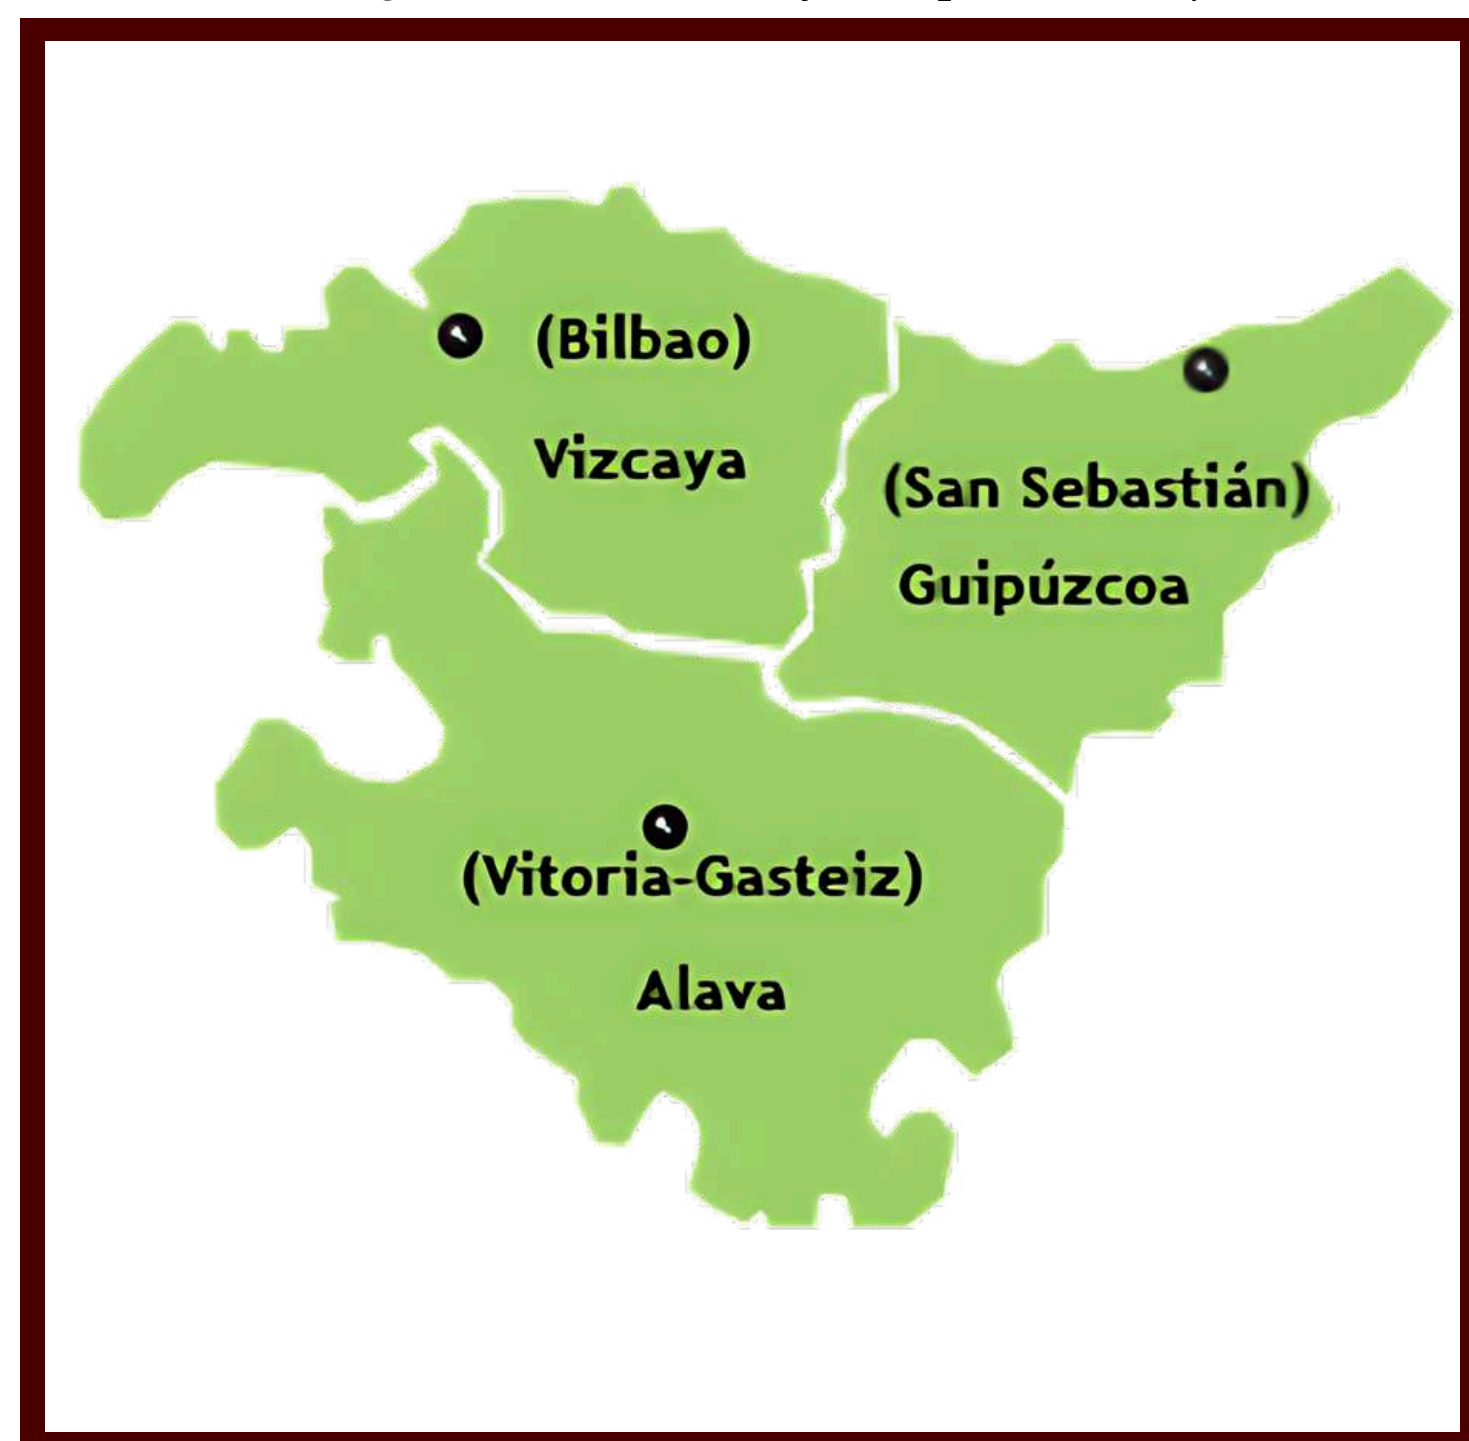 (Bilbao)
Vizcaya
(San Sebastián)
Guipúzcoa
(Vitoria-Gasteiz)
Alava